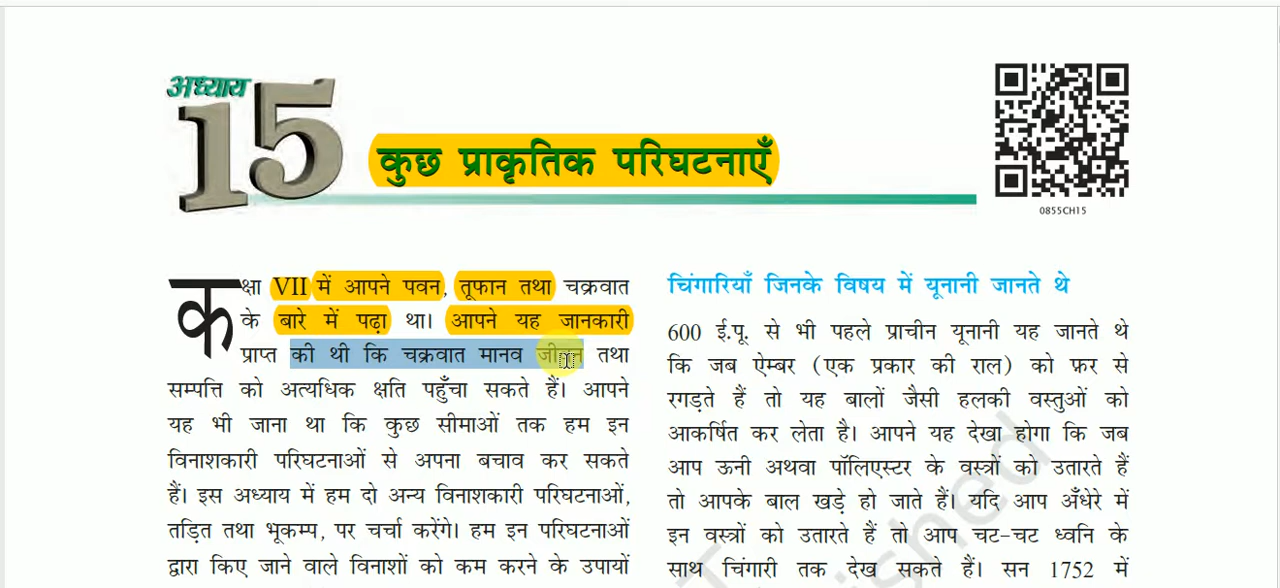 अध्याय
15
कुछ प्राकृतिक परिघटनाएँ
0855CH15
कक्षा VII में आपने पवन, तूफान तथा चक्रवात
के बारे में पढ़ा था। आपने यह जानकारी
प्राप्त की थी कि चक्रवात मानव जीवन तथा
सम्पत्ति को अत्यधिक क्षति पहुँचा सकते हैं। आपने
यह भी जाना था कि कुछ सीमाओं तक हम इन
विनाशकारी परिघटनाओं से अपना बचाव कर सकते
हैं। इस अध्याय में हम दो अन्य विनाशकारी परिघटनाओं,
तड़ित तथा भूकम्प, पर चर्चा करेंगे। हम इन परिघटनाओं
द्वारा किए जाने वाले विनाशों को कम करने के उपायों
चिंगारियाँ जिनके विषय में यूनानी जानते थे
600 ई.पू. से भी पहले प्राचीन यूनानी यह जानते थे
कि जब ऐम्बर (एक प्रकार की राल) को फ़र से
रगड़ते हैं तो यह बालों जैसी हलकी वस्तुओं को
आकर्षित कर लेता है। आपने यह देखा होगा कि जब
आप ऊनी अथवा पॉलिएस्टर के वस्त्रों को उतारते हैं
तो आपके बाल खड़े हो जाते हैं। यदि आप अँधेरे में
इन वस्त्रों को उतारते हैं तो आप चट-चट ध्वनि के
साथ चिंगारी तक देख सकते हैं। सन 1752 में